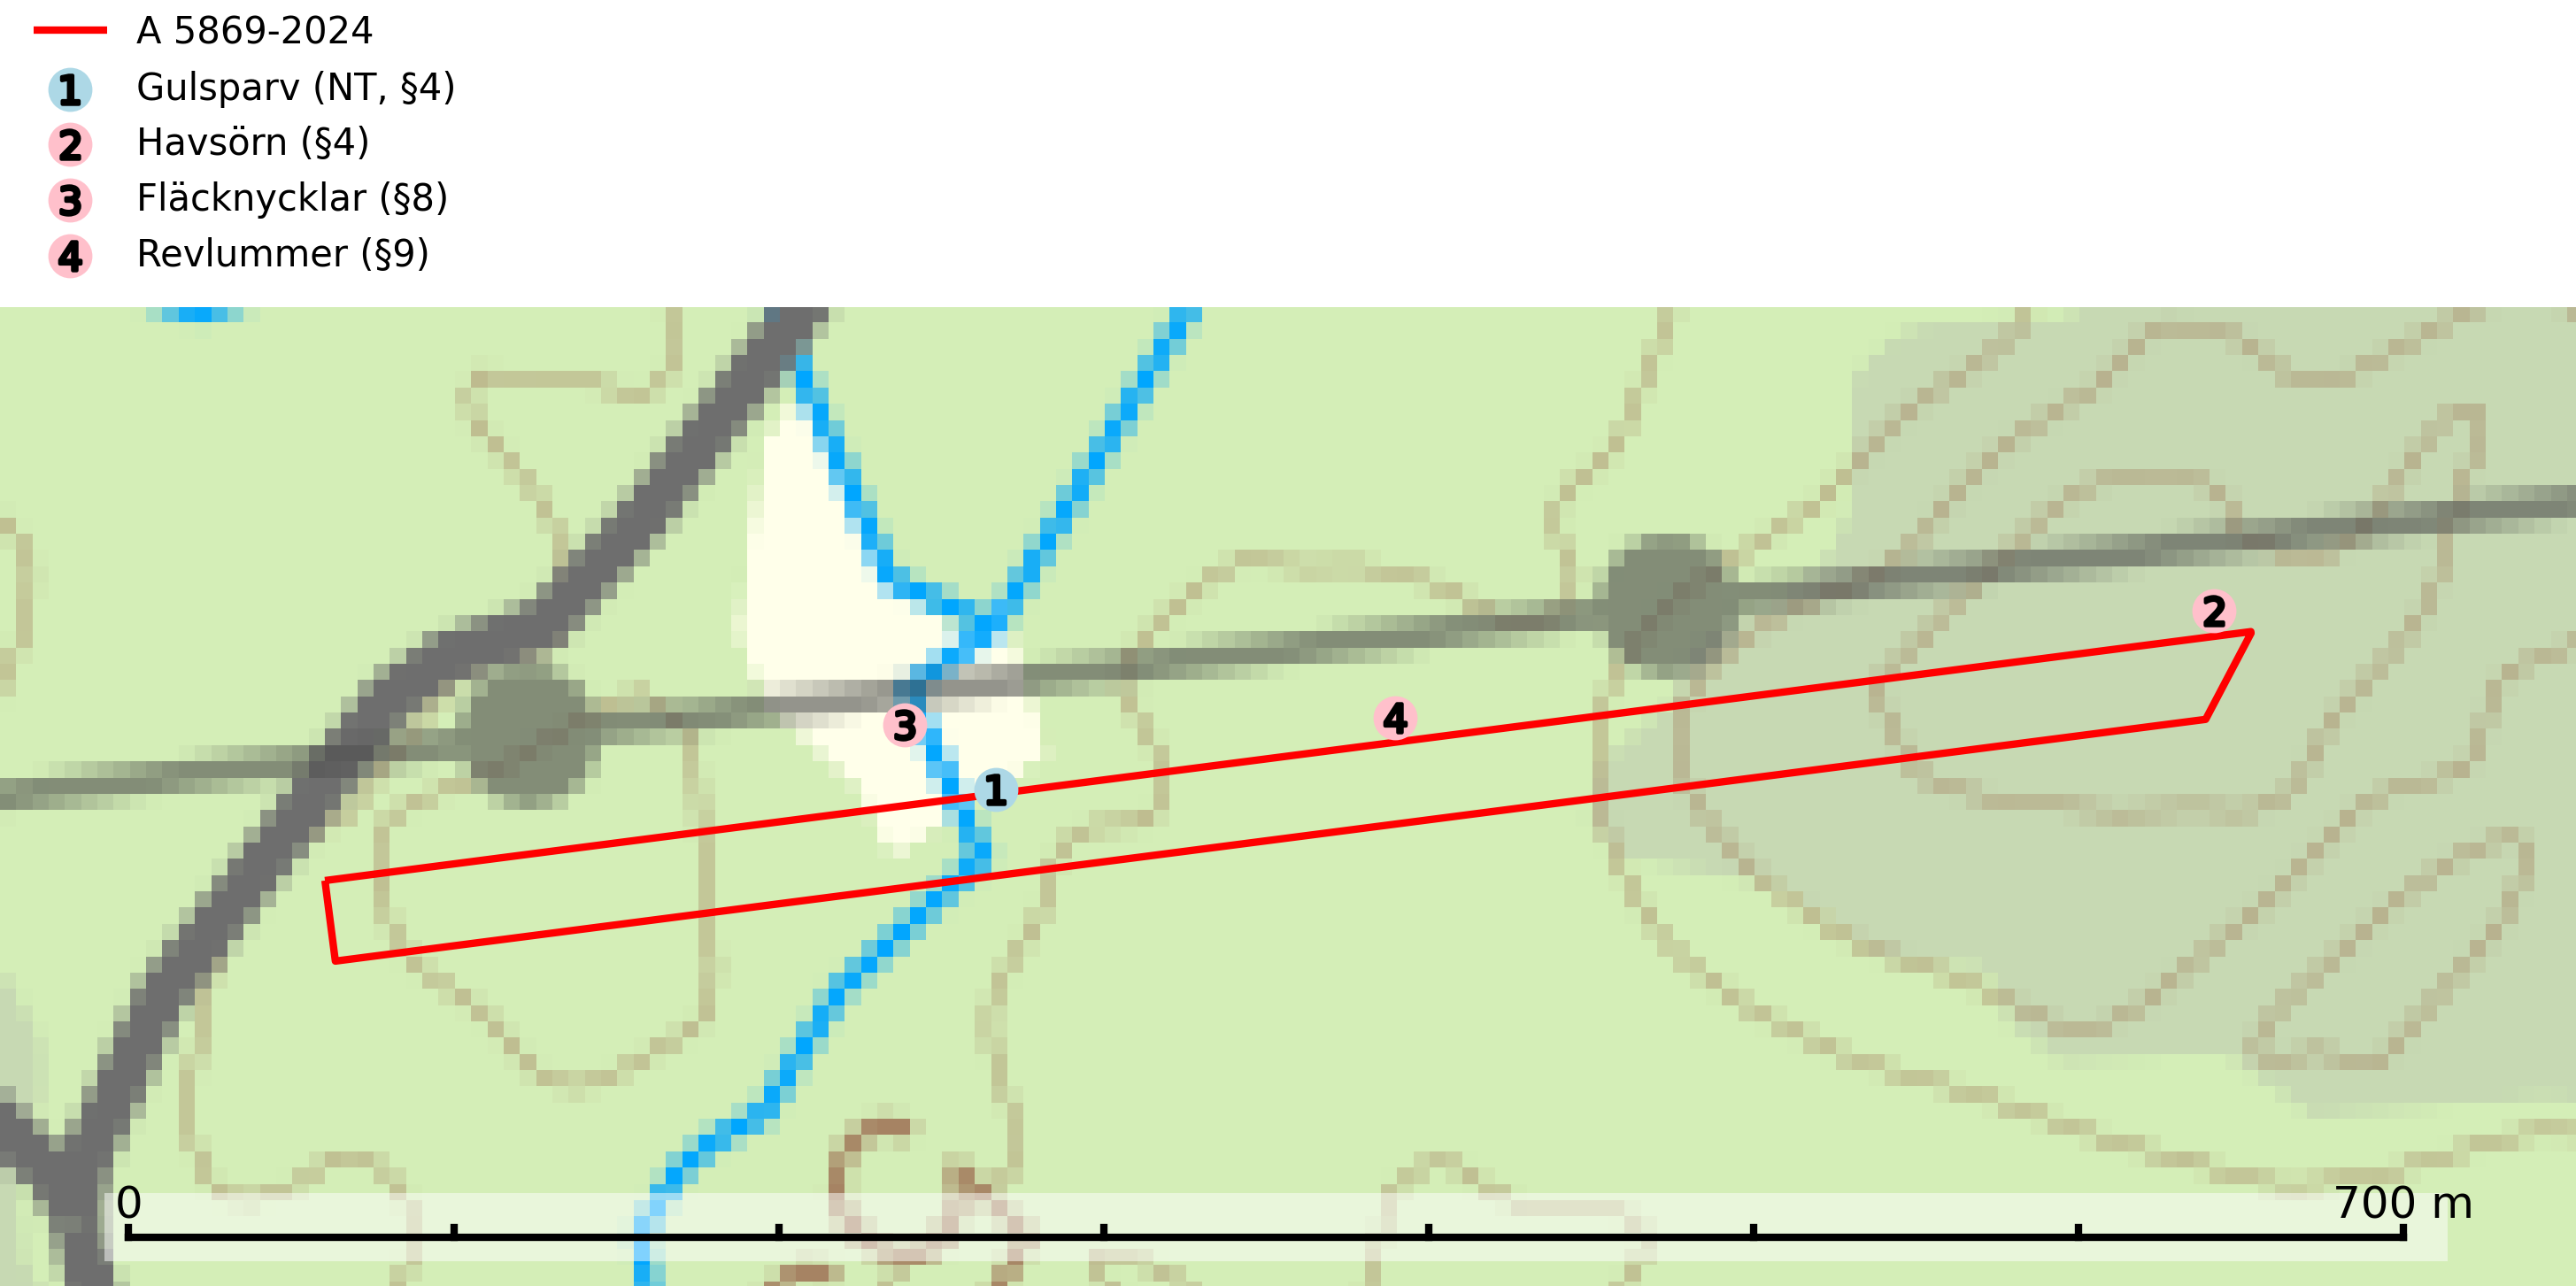 A 5869-2024
1 Gulsparv (NT, §4)
2 Havsörn (§4)
3 Fläcknycklar (§8)
4 Revlummer (§9)
2
4
3
1
0 700 m